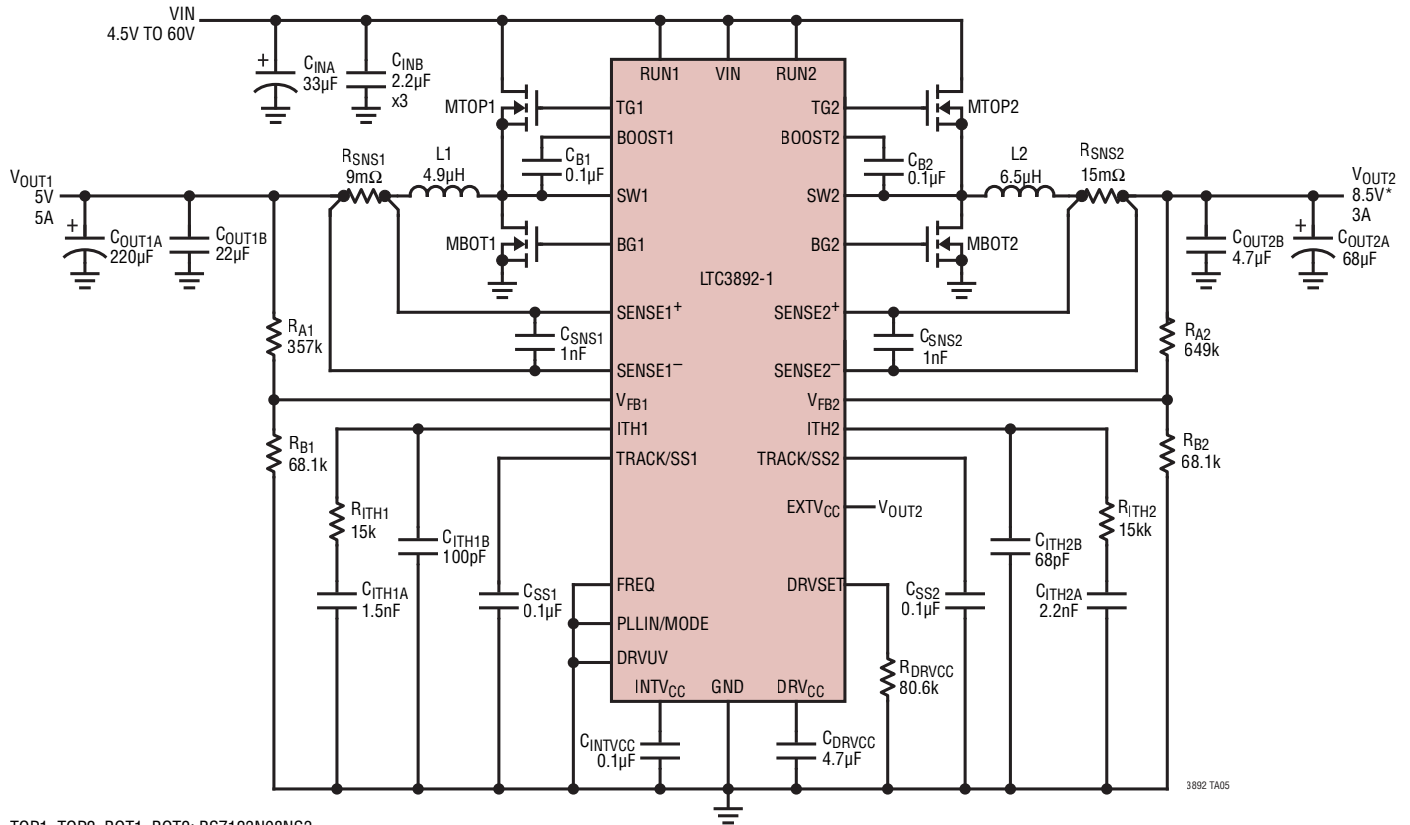 VIN
4.5V TO 60V
CINA
33µF
CINB
2.2µF
x3
+
RUN1
VIN
RUN2
MTOP1
TG1
TG2
MTOP2
BOOST1
BOOST2
CB1
0.1µF
CB2
0.1µF
VOUT1
5V
5A
RSNS1
9mΩ
L1
4.9µH
SW1
SW2
L2
6.5µH
RSNS2
15mΩ
VOUT2
8.5V*
3A
+
COUT1A
220µF
COUT1B
22µF
MBOT1
BG1
BG2
MBOT2
COUT2B
4.7µF
+
COUT2A
68µF
LTC3892-1
SENSE1+
SENSE2+
RA1
357k
CSNS1
1nF
CSNS2
1nF
RA2
649k
SENSE1–
SENSE2–
VFB1
VFB2
ITH1
ITH2
RB1
68.1k
RB2
68.1k
TRACK/SS1
TRACK/SS2
EXTVCC
VOUT2
RITH1
15k
CITH1B
100pF
CITH2B
68pF
RITH2
15kk
CITH1A
1.5nF
CSS1
0.1µF
FREQ
DRVSET
CSS2
0.1µF
CITH2A
2.2nF
PLLIN/MODE
DRVUV
RDRVCC
80.6k
INTVCC
GND
DRVCC
CINTVCC
0.1µF
CDRVCC
4.7µF
3892 TA05